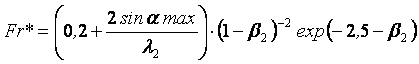 Fr* = (0,2 + 2 sin α max / λ₂) · (1 − β₂)⁻² exp(−2,5 − β₂)